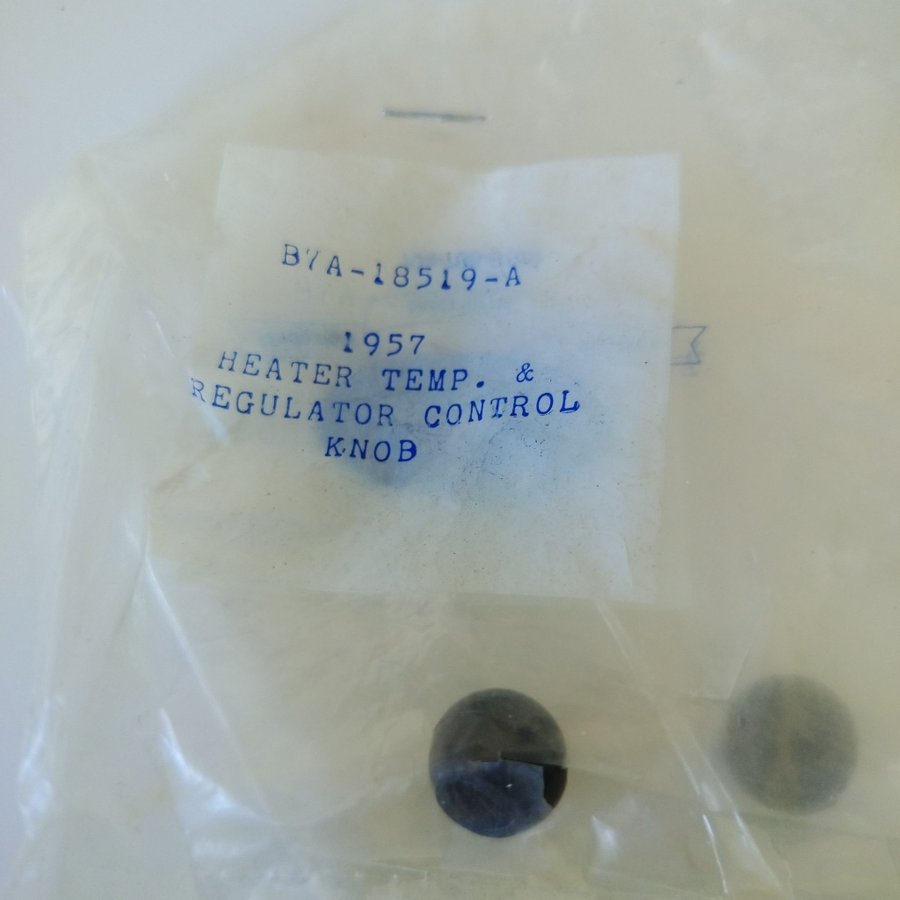 B7A-18519-A
1957
HEATER TEMP. &
REGULATOR CONTROL
KNOB